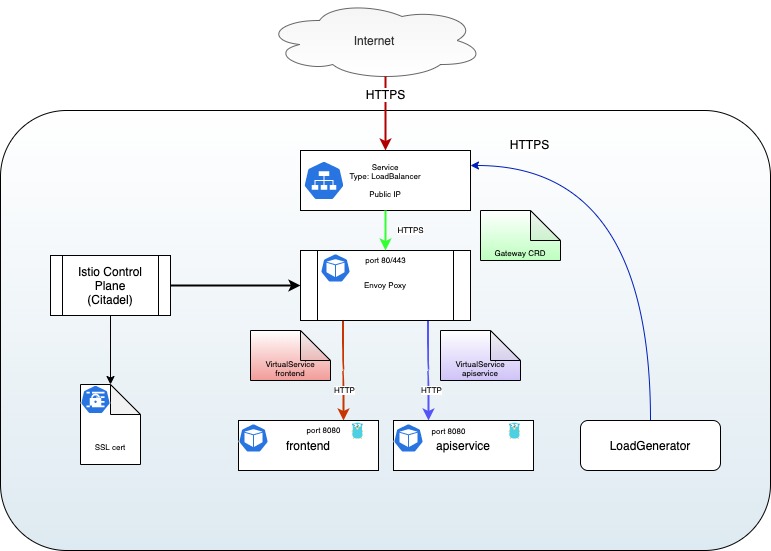 Internet
HTTPS
HTTPS
Service
Type: LoadBalancer
Public IP
HTTPS
Gateway CRD
port 80/443
Envoy Poxy
Istio Control
Plane
(Citadel)
VirtualService
frontend
VirtualService
apiservice
HTTP
HTTP
SSL cert
port 8080
frontend
port 8080
apiservice
LoadGenerator